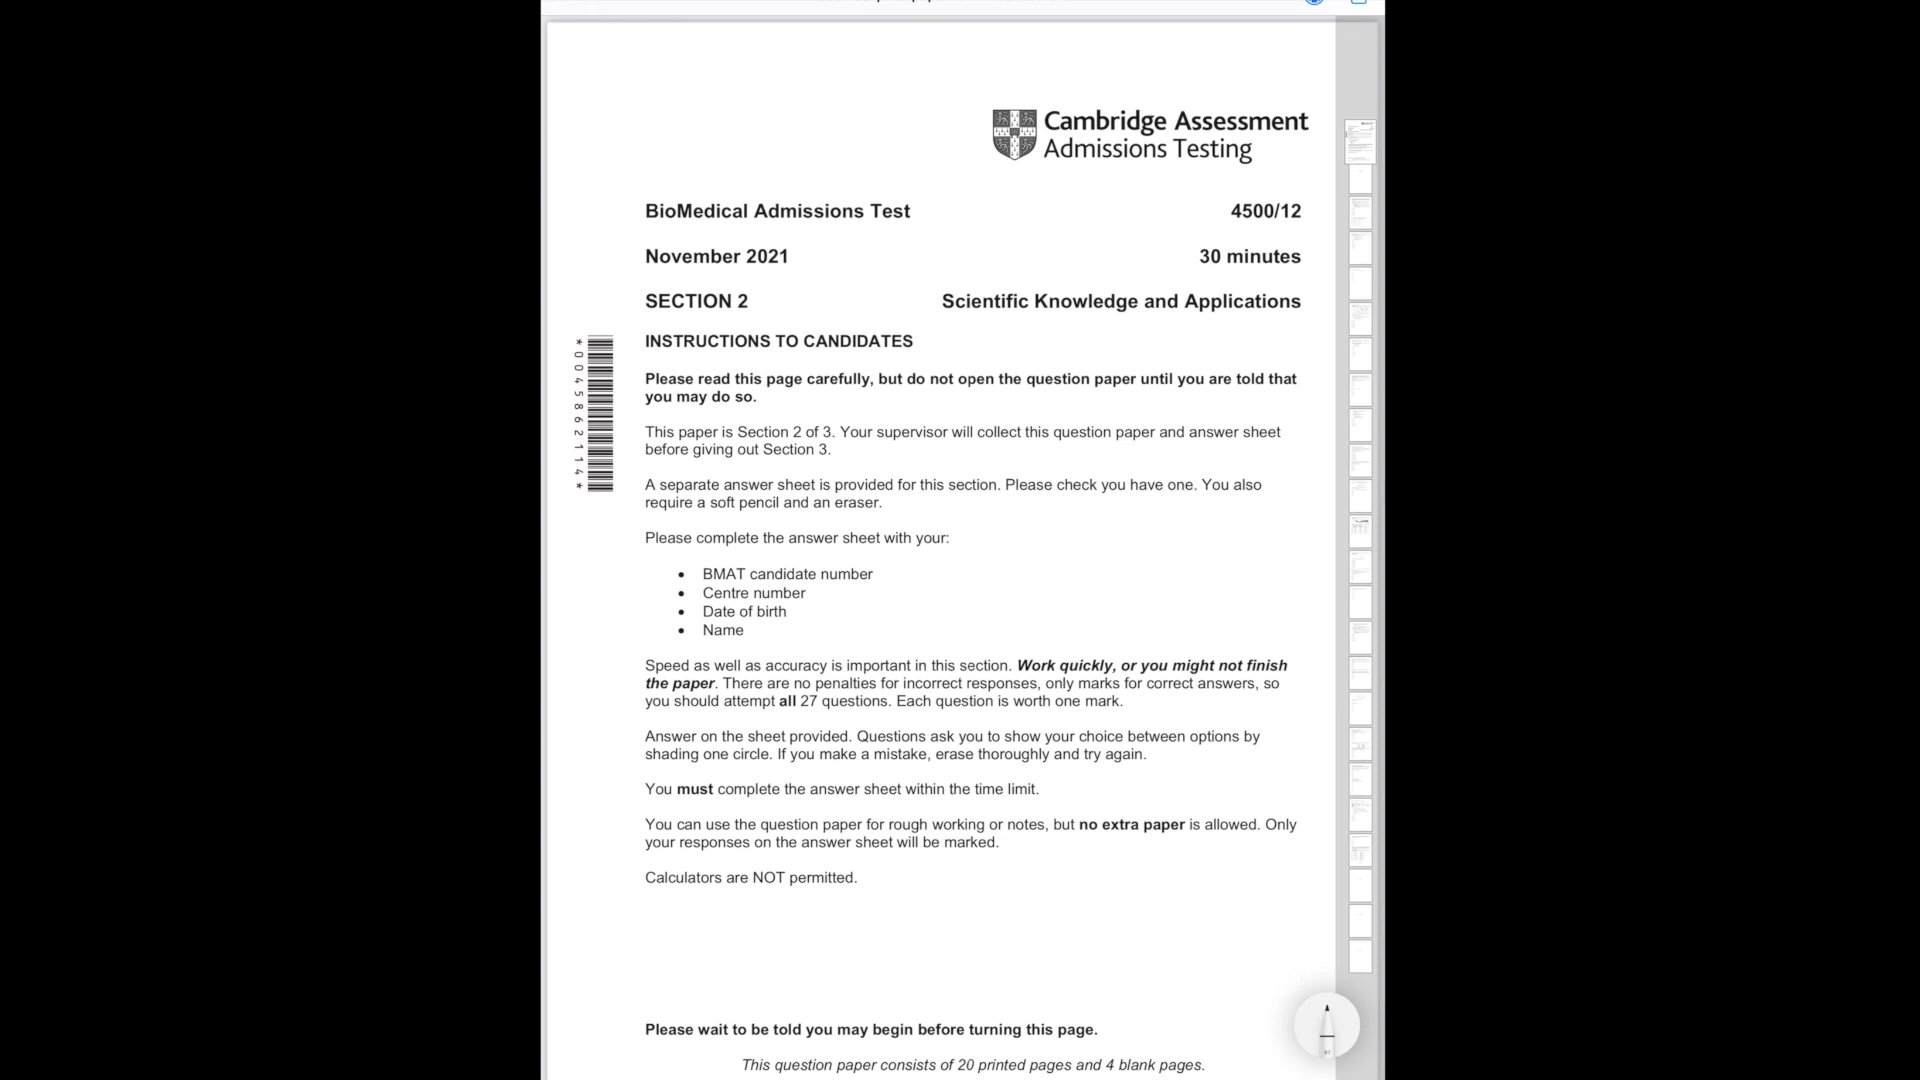 Cambridge Assessment
Admissions Testing
BioMedical Admissions Test 4500/12
November 2021 30 minutes
SECTION 2 Scientific Knowledge and Applications
*0045862114*
INSTRUCTIONS TO CANDIDATES
Please read this page carefully, but do not open the question paper until you are told that
you may do so.
This paper is Section 2 of 3. Your supervisor will collect this question paper and answer sheet
before giving out Section 3.
A separate answer sheet is provided for this section. Please check you have one. You also
require a soft pencil and an eraser.
Please complete the answer sheet with your:
• BMAT candidate number
• Centre number
• Date of birth
• Name
Speed as well as accuracy is important in this section. Work quickly, or you might not finish
the paper. There are no penalties for incorrect responses, only marks for correct answers, so
you should attempt all 27 questions. Each question is worth one mark.
Answer on the sheet provided. Questions ask you to show your choice between options by
shading one circle. If you make a mistake, erase thoroughly and try again.
You must complete the answer sheet within the time limit.
You can use the question paper for rough working or notes, but no extra paper is allowed. Only
your responses on the answer sheet will be marked.
Calculators are NOT permitted.
Please wait to be told you may begin before turning this page.
This question paper consists of 20 printed pages and 4 blank pages.
97